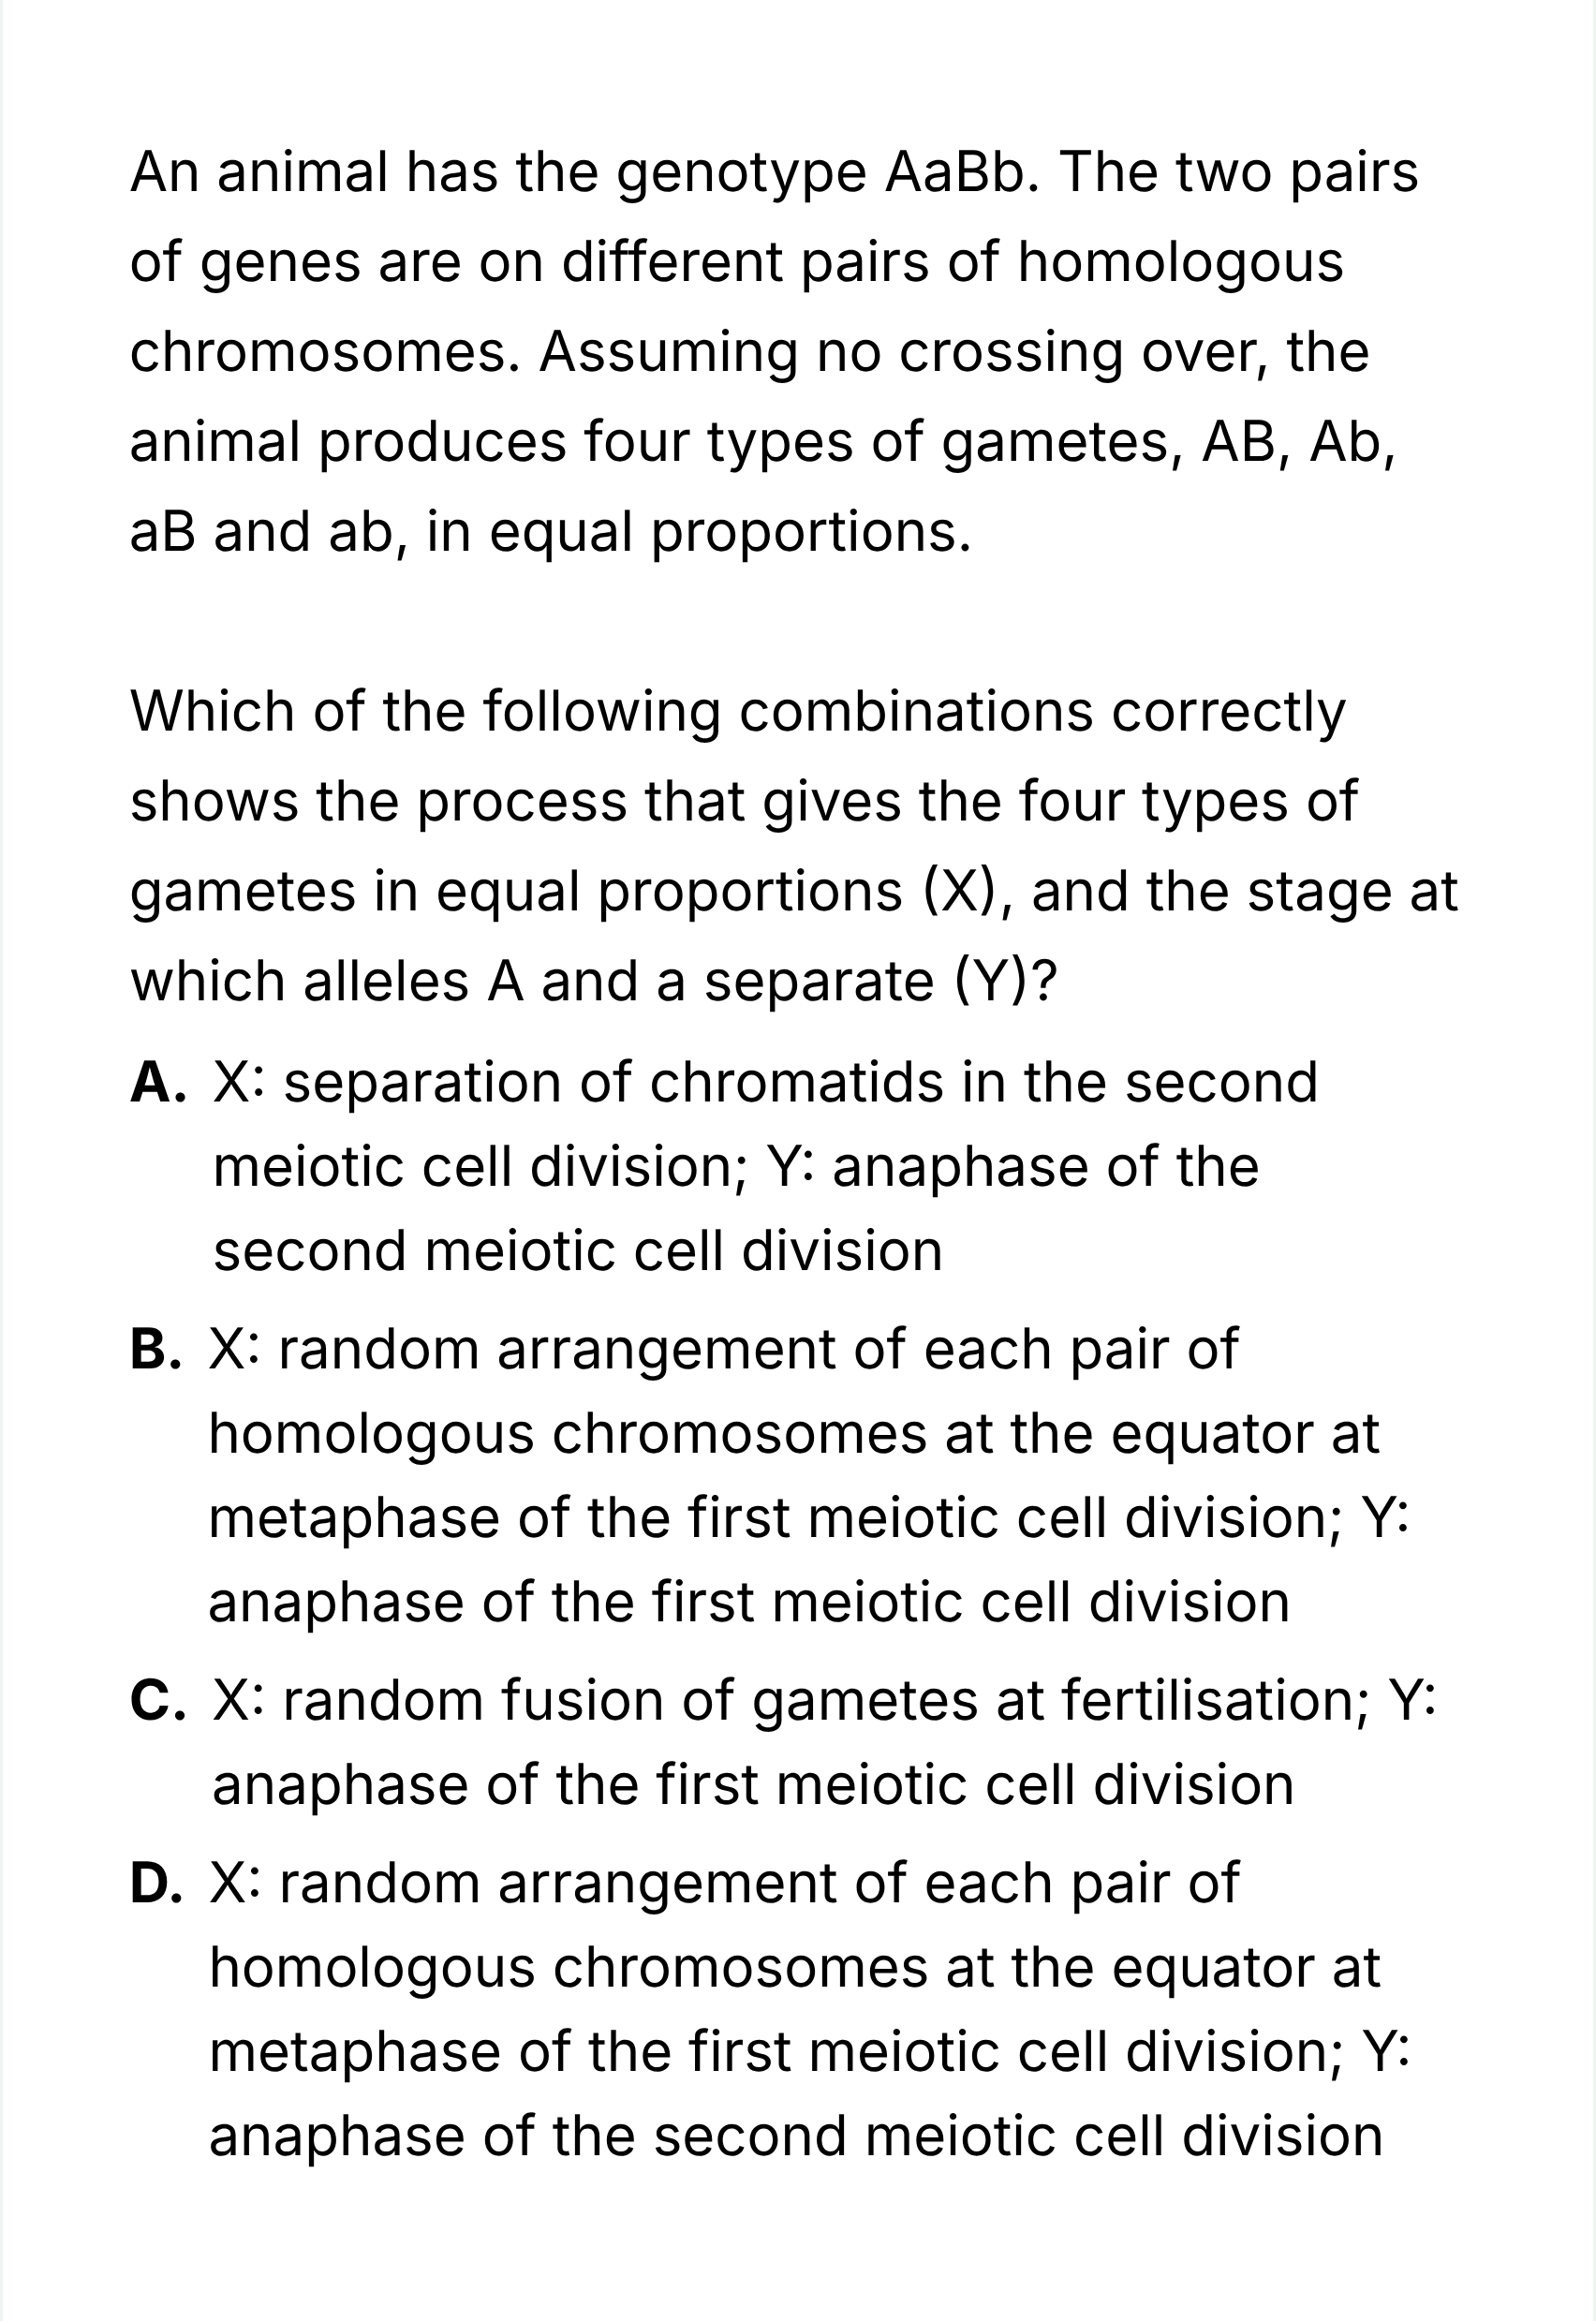 An animal has the genotype AaBb. The two pairs
of genes are on different pairs of homologous
chromosomes. Assuming no crossing over, the
animal produces four types of gametes, AB, Ab,
aB and ab, in equal proportions.
Which of the following combinations correctly
shows the process that gives the four types of
gametes in equal proportions (X), and the stage at
which alleles A and a separate (Y)?
A. X: separation of chromatids in the second
meiotic cell division; Y: anaphase of the
second meiotic cell division
B. X: random arrangement of each pair of
homologous chromosomes at the equator at
metaphase of the first meiotic cell division; Y:
anaphase of the first meiotic cell division
C. X: random fusion of gametes at fertilisation; Y:
anaphase of the first meiotic cell division
D. X: random arrangement of each pair of
homologous chromosomes at the equator at
metaphase of the first meiotic cell division; Y:
anaphase of the second meiotic cell division